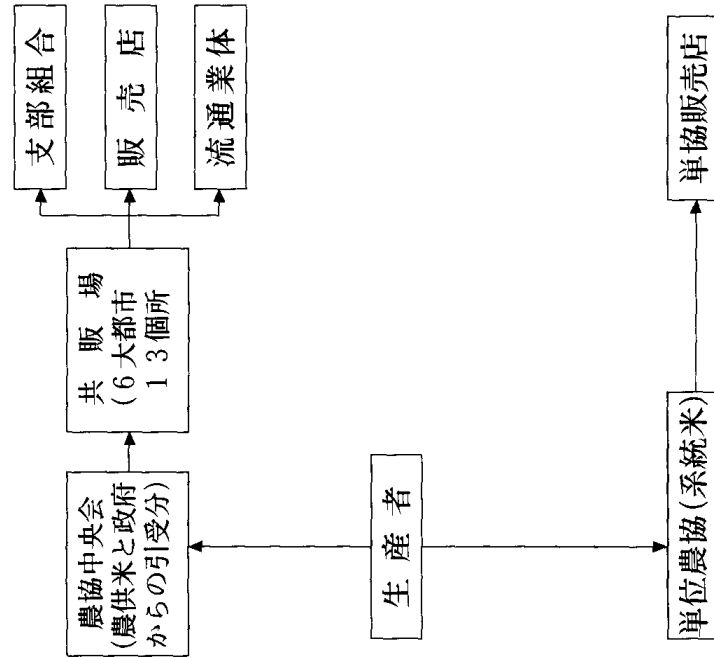 農協中央会
(農供米と政府
からの引受分)
共販場
(6大都市
13個所
支部組合
販売店
流通業体
生産者
単位農協(系統米)
単協販売店